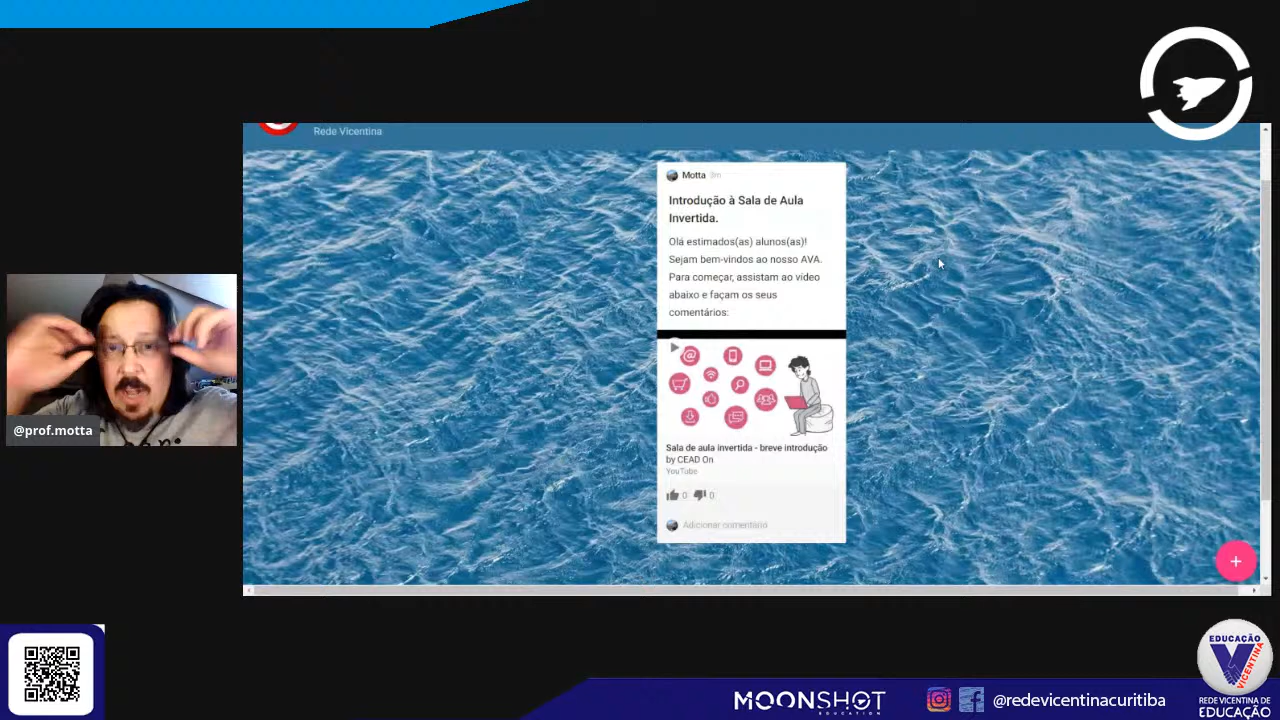 Rede Vicentina
Motta 3m
Introdução à Sala de Aula
Invertida.
Olá estimados(as) alunos(as)!
Sejam bem-vindos ao nosso AVA.
Para começar, assistam ao vídeo
abaixo e façam os seus
comentários:
Sala de aula invertida - breve introdução
by CEAD On
YouTube
0 0
Adicionar comentário
@prof.motta
+
EDUCAÇÃO
VICENTINA
REDE VICENTINA DE
EDUCAÇÃO
MOONSHOT
EDUCATION
@redevicentinacuritiba